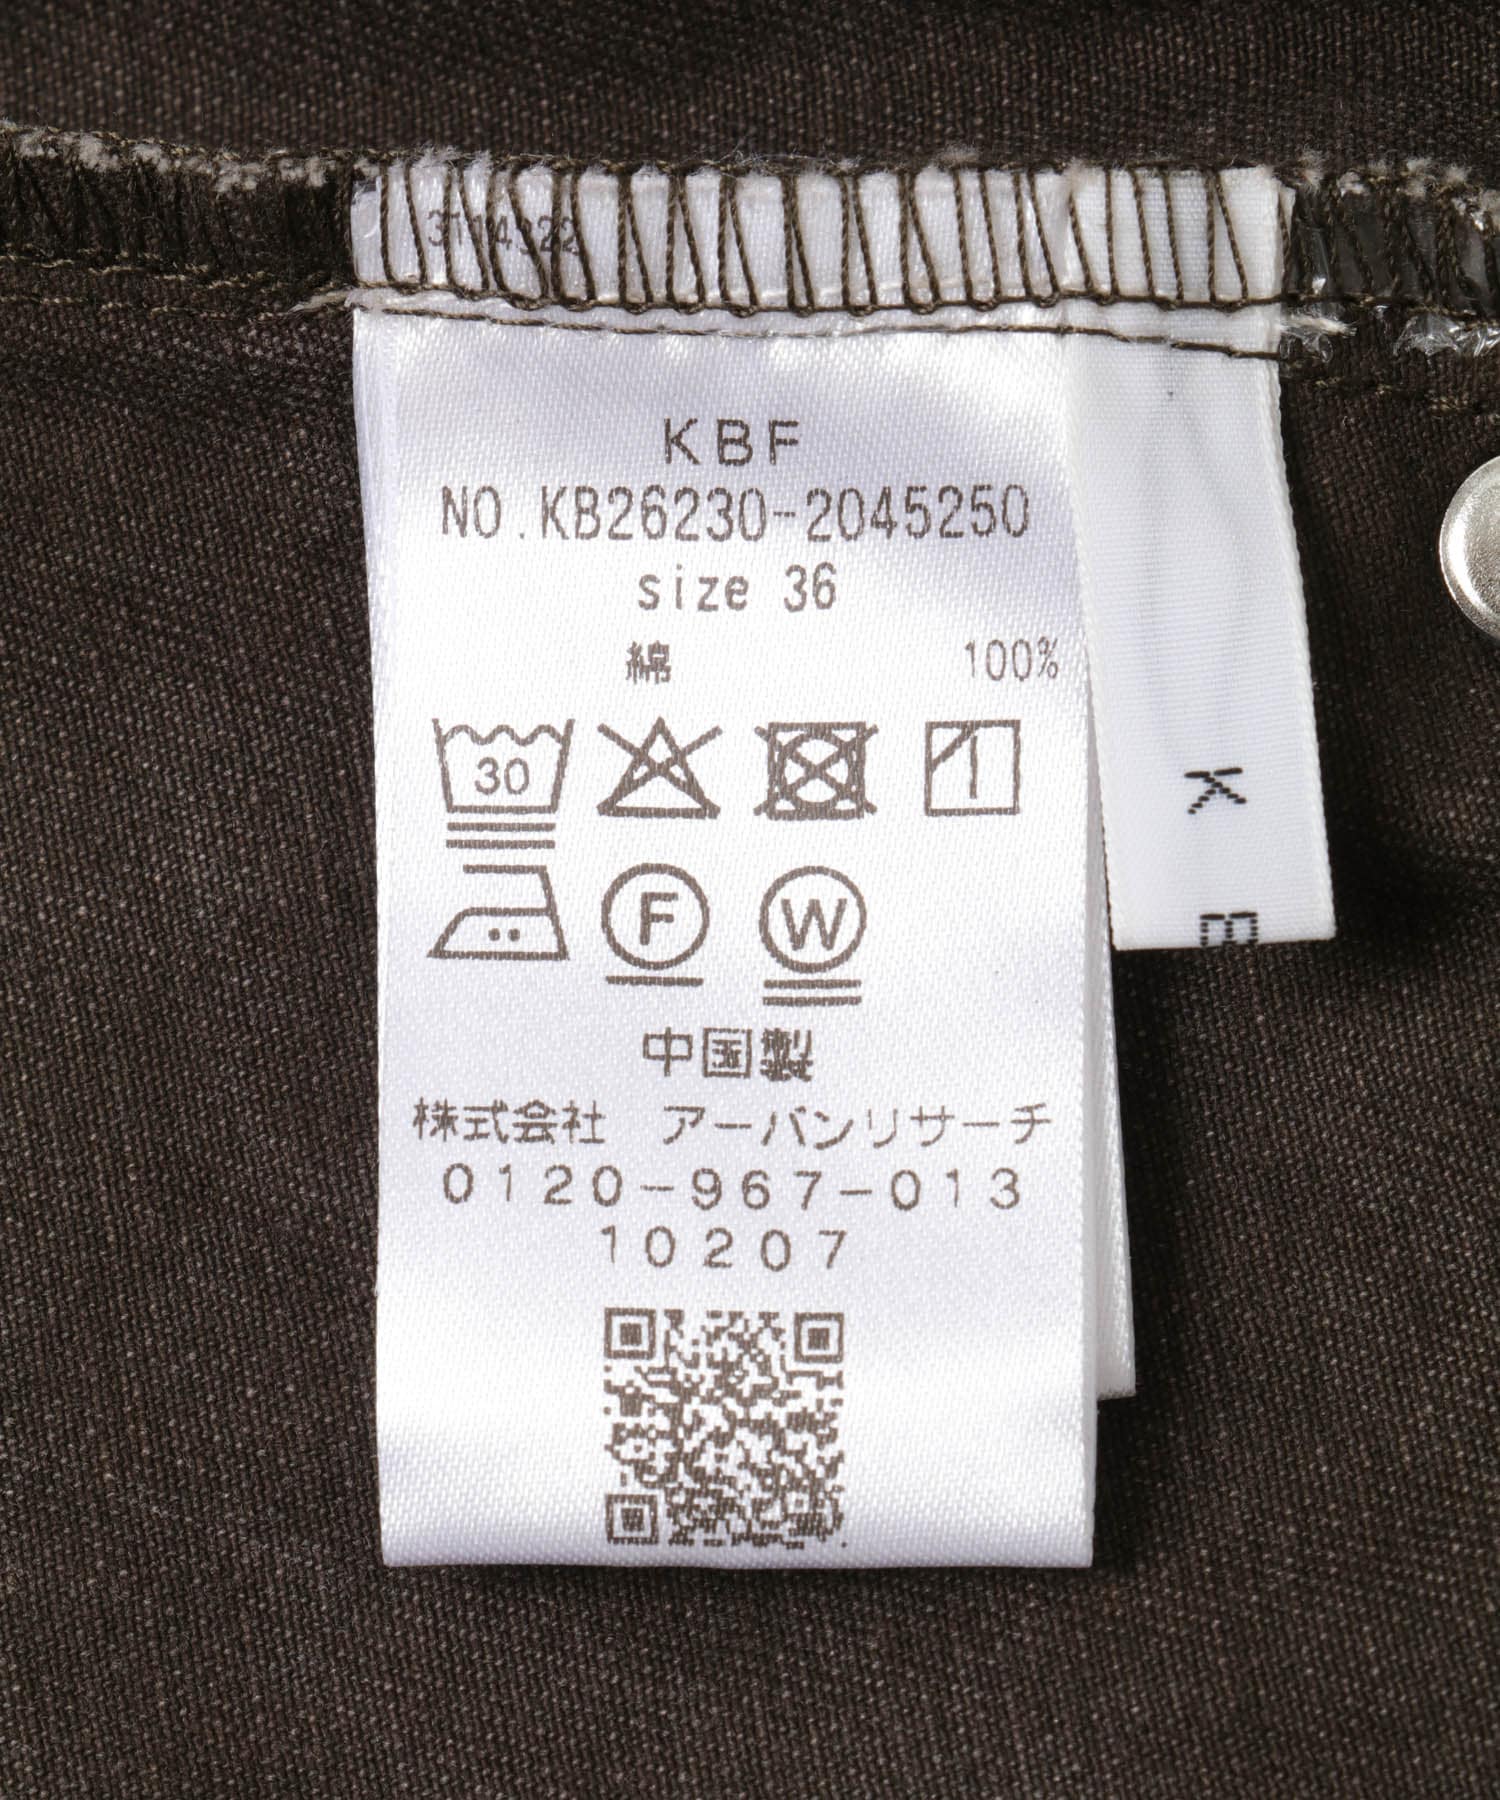 KBF
NO.KB26230-2045250
size 36
綿 100%
30
F W
中国製
株式会社 アーバンリサーチ
0120-967-013
10207
K B